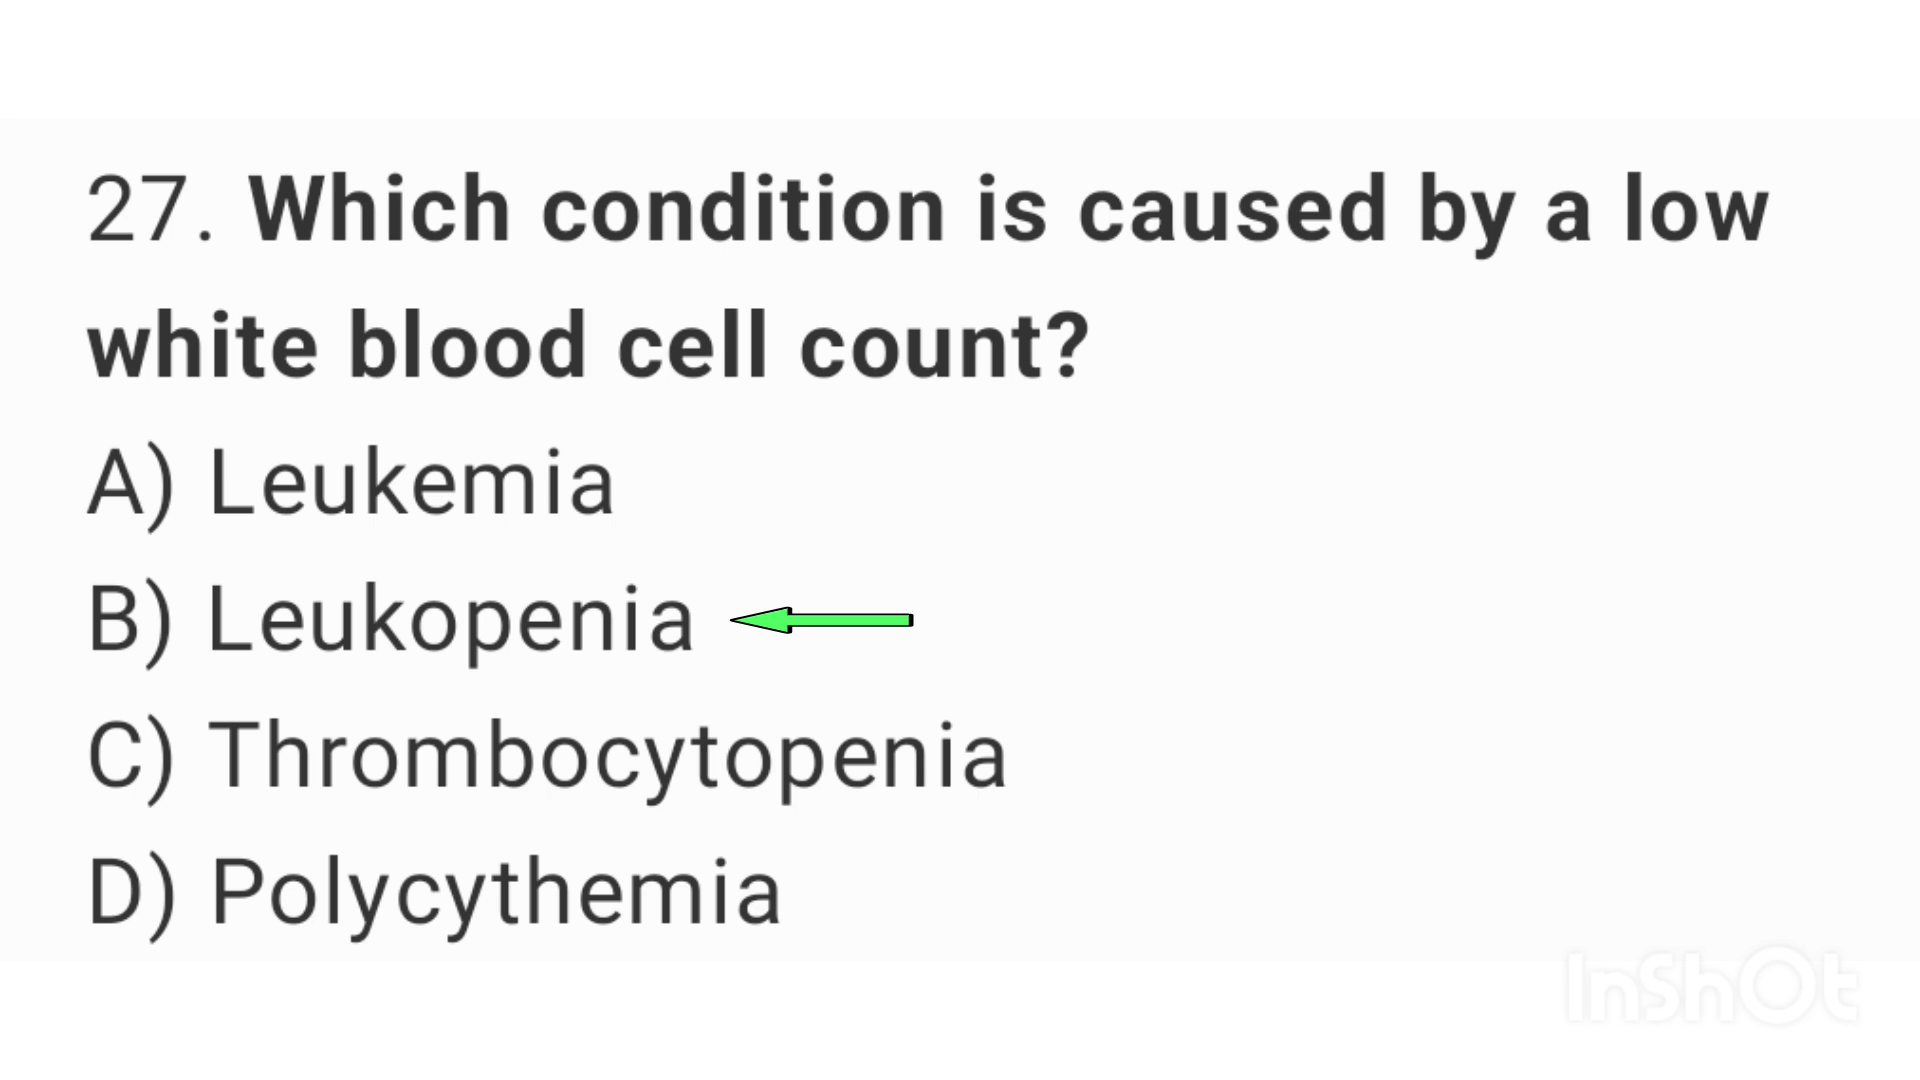 27. Which condition is caused by a low
white blood cell count?
A) Leukemia
B) Leukopenia
C) Thrombocytopenia
D) Polycythemia
InShOt